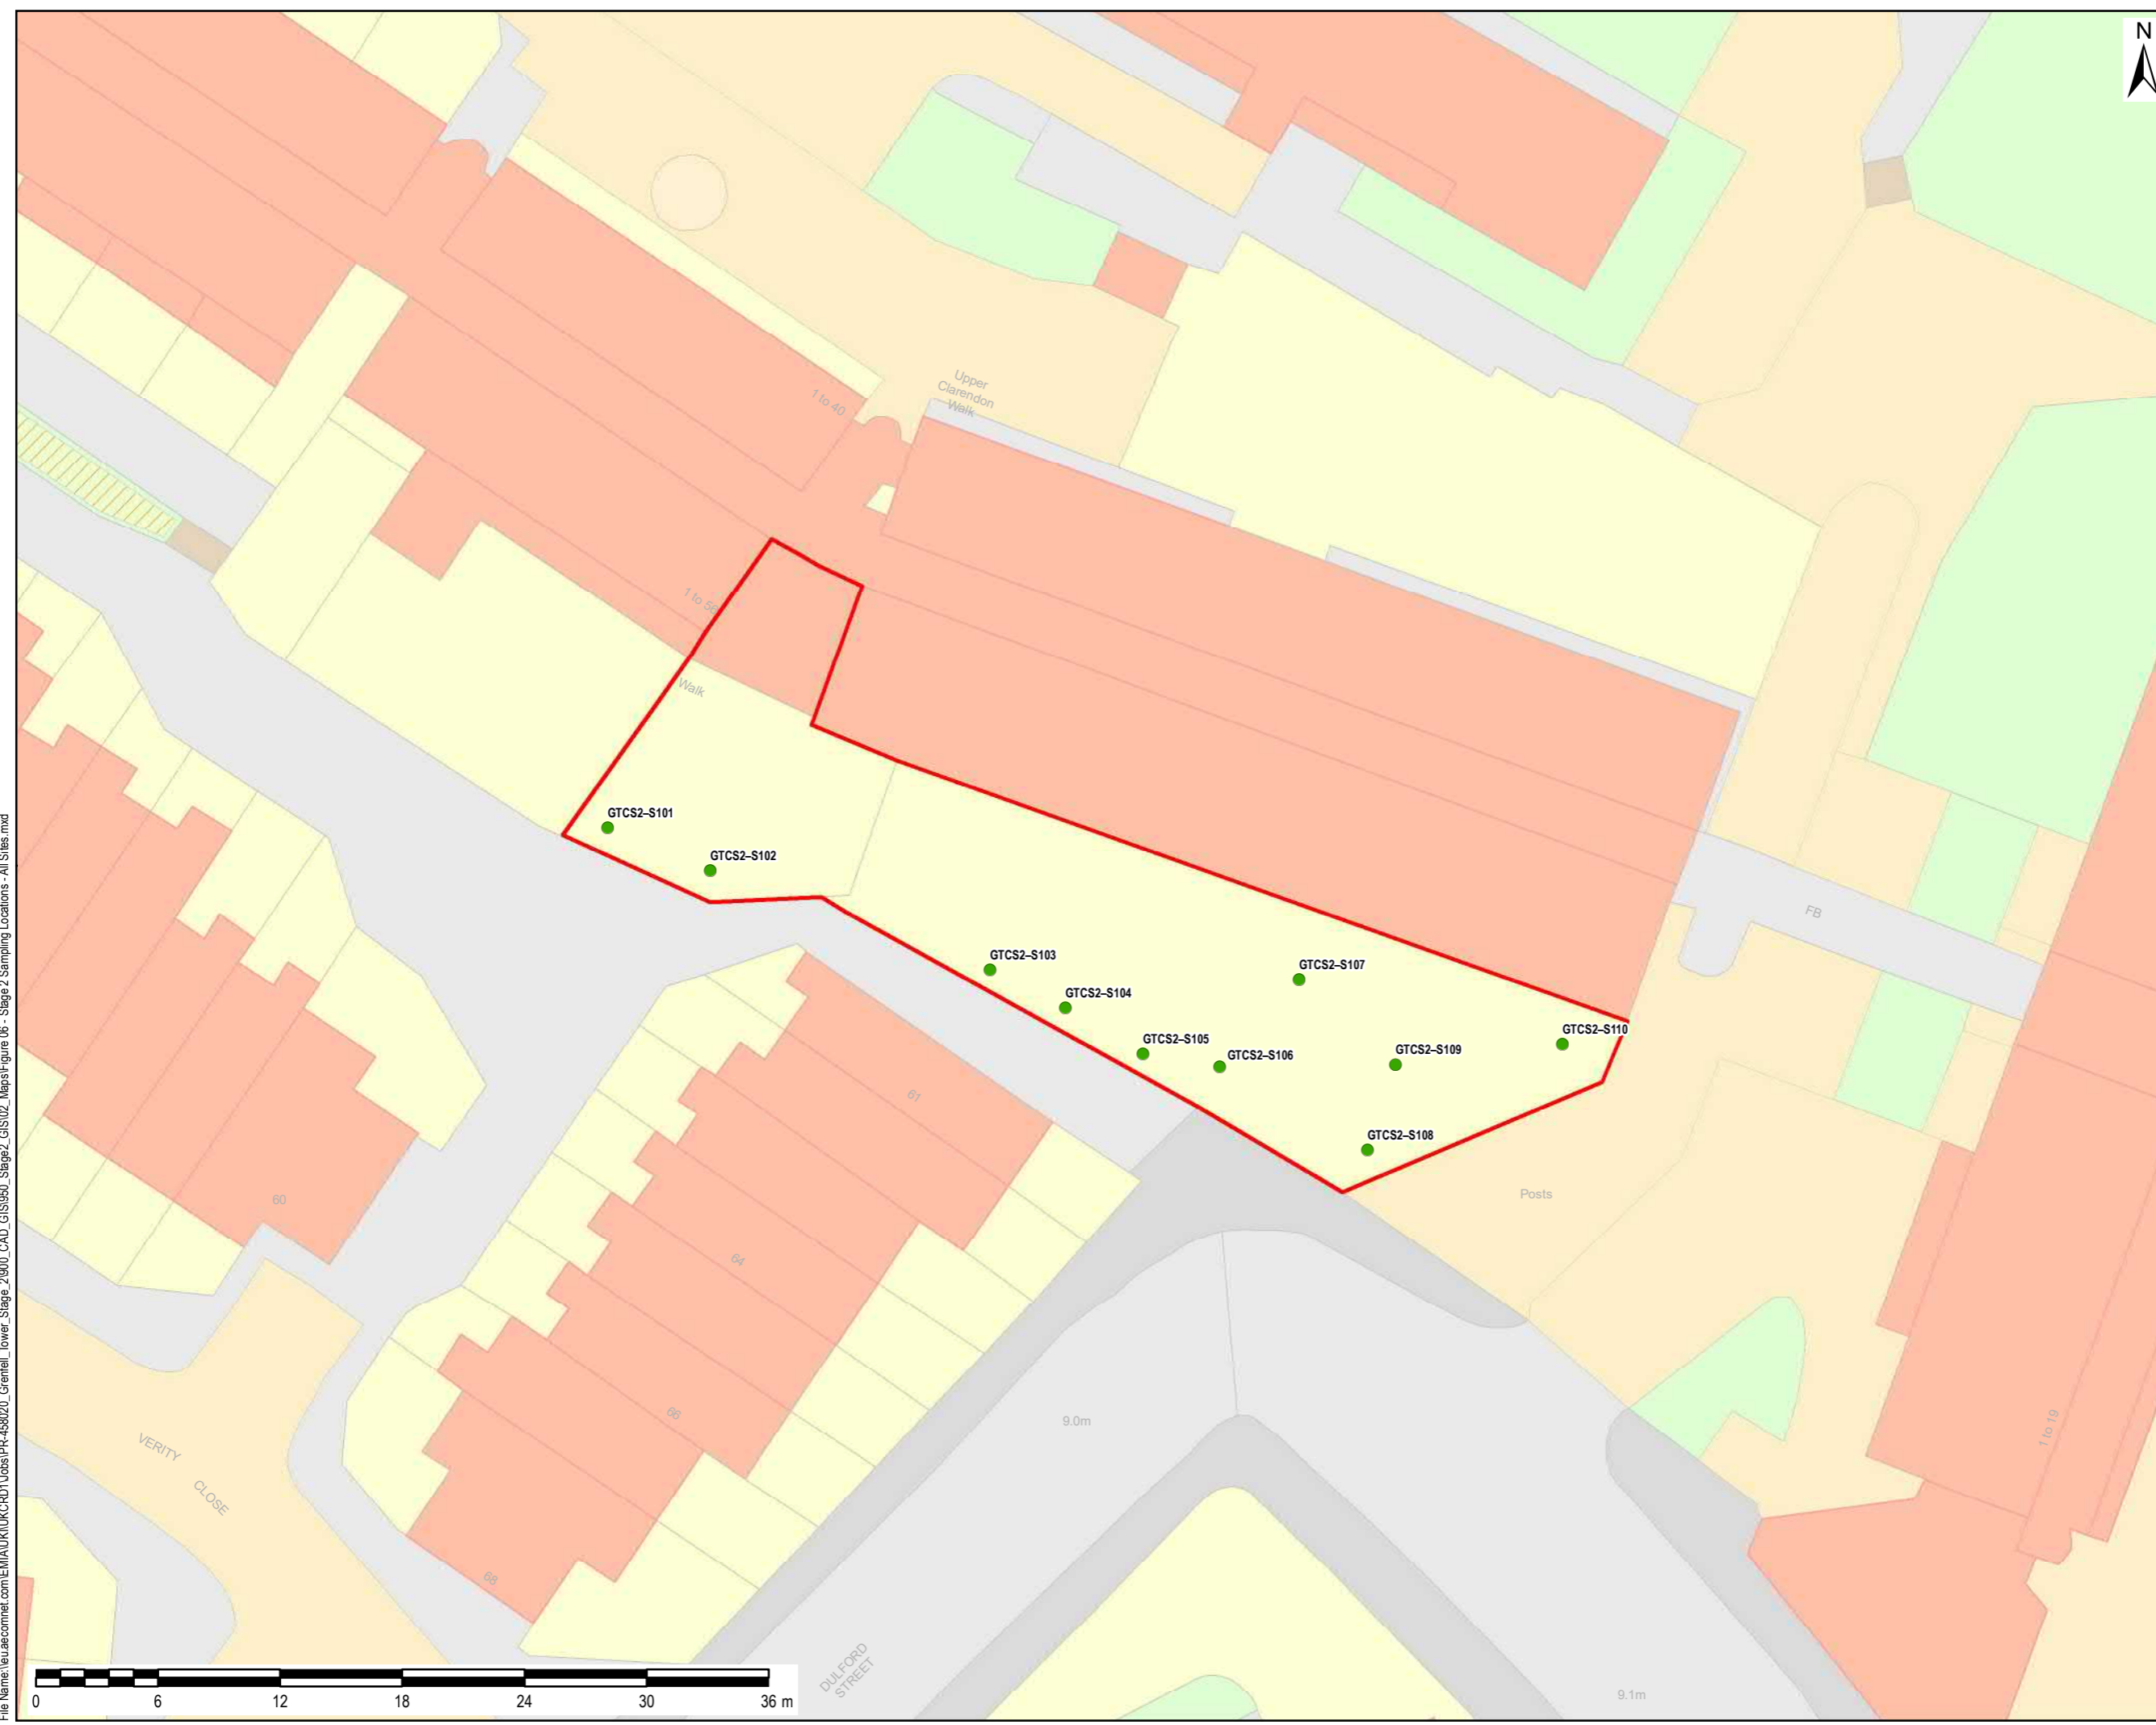 N
Upper
Clarendon
Walk
1 to 40
1 to 56
Walk
GTCS2–S101
GTCS2–S102
GTCS2–S103
GTCS2–S104
GTCS2–S105
GTCS2–S106
GTCS2–S107
GTCS2–S108
GTCS2–S109
GTCS2–S110
FB
Posts
61
60
64
66
68
9.0m
1 to 19
VERITY
CLOSE
DULFORD
STREET
9.1m
0 6 12 18 24 30 36 m